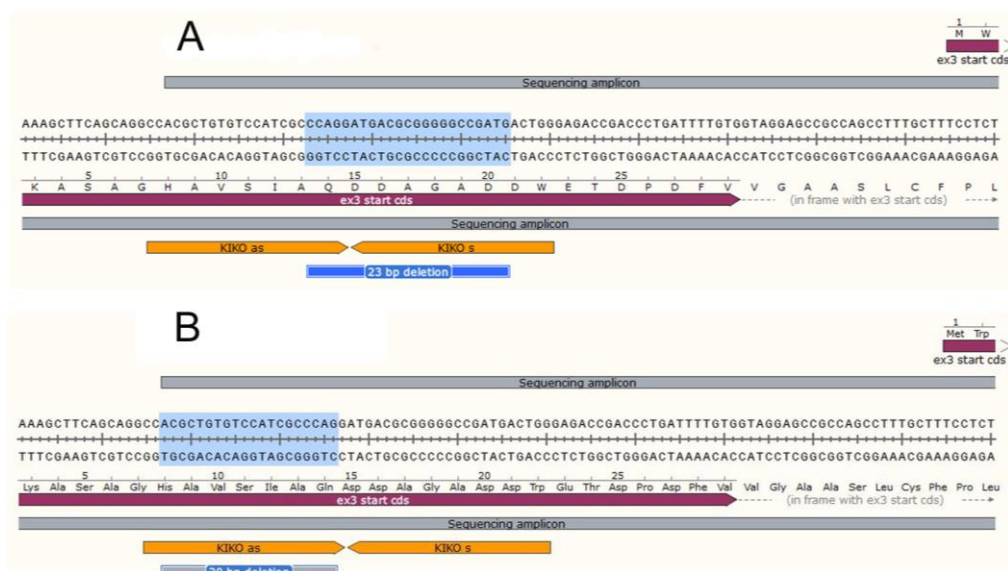 A
1
M W
ex3 start cds
Sequencing amplicon
AAAGCTTCAGCAGGCCACGCTGTGTCCATCGCCCAGGATGACGCGGGGGCCGATGACTGGGAGACCGACCCTGATTTTGTGGTAGGAGCCGCCAGCCTTTGCTTTCCTCT
TTTCGAAGTCGTCCGGTGCGACACAGGTAGCGGGTCCTACTGCGCCCCCGGCTACTGACCCTCTGGCTGGGACTAAAACACCATCCTCGGCGGTCGGAAACGAAAGGAGA
5 10 15 20 25
K A S A G H A V S I A Q D D A G A D D W E T D P D F V V G A A S L C F P L
ex3 start cds (in frame with ex3 start cds)
Sequencing amplicon
KIKO as KIKO s
23 bp deletion
B
1
Met Trp
ex3 start cds
Sequencing amplicon
AAAGCTTCAGCAGGCCACGCTGTGTCCATCGCCCAGGATGACGCGGGGGCCGATGACTGGGAGACCGACCCTGATTTTGTGGTAGGAGCCGCCAGCCTTTGCTTTCCTCT
TTTCGAAGTCGTCCGGTGCGACACAGGTAGCGGGTCCTACTGCGCCCCCGGCTACTGACCCTCTGGCTGGGACTAAAACACCATCCTCGGCGGTCGGAAACGAAAGGAGA
5 10 15 20 25
Lys Ala Ser Ala Gly His Ala Val Ser Ile Ala Gln Asp Asp Ala Gly Ala Asp Asp Trp Glu Thr Asp Pro Asp Phe Val Val Gly Ala Ala Ser Leu Cys Phe Pro Leu
ex3 start cds (in frame with ex3 start cds)
Sequencing amplicon
KIKO as KIKO s
20 bp deletion